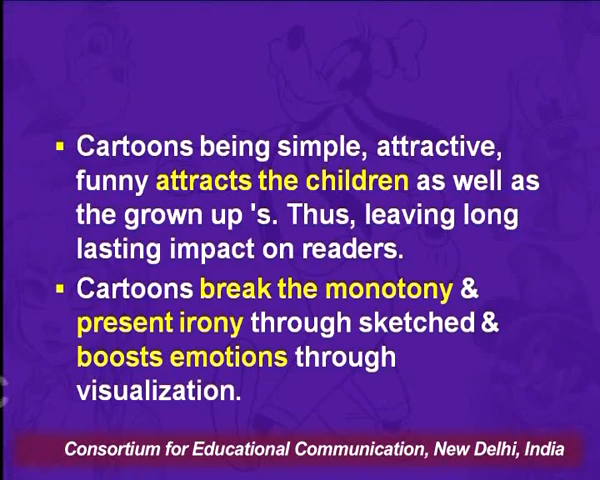 ▪ Cartoons being simple, attractive,
funny attracts the children as well as
the grown up 's. Thus, leaving long
lasting impact on readers.
▪ Cartoons break the monotony &
present irony through sketched &
boosts emotions through
visualization.
Consortium for Educational Communication, New Delhi, India